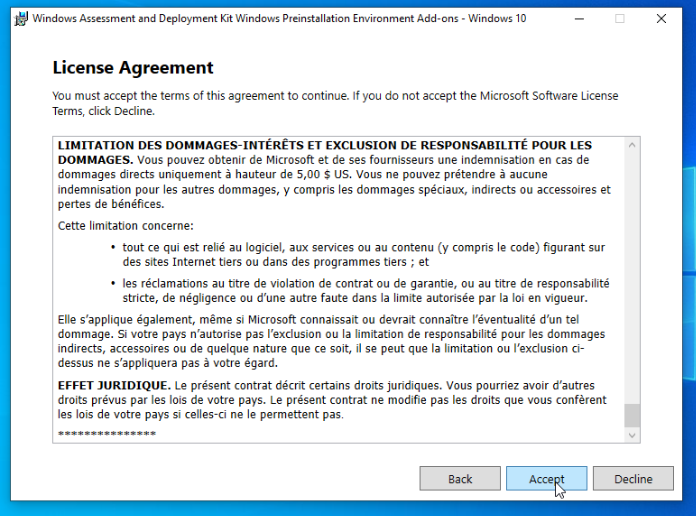 Windows Assessment and Deployment Kit Windows Preinstallation Environment Add-ons - Windows 10
License Agreement
You must accept the terms of this agreement to continue. If you do not accept the Microsoft Software License
Terms, click Decline.
LIMITATION DES DOMMAGES-INTÉRÊTS ET EXCLUSION DE RESPONSABILITÉ POUR LES
DOMMAGES. Vous pouvez obtenir de Microsoft et de ses fournisseurs une indemnisation en cas de
dommages directs uniquement à hauteur de 5,00 $ US. Vous ne pouvez prétendre à aucune
indemnisation pour les autres dommages, y compris les dommages spéciaux, indirects ou accessoires et
pertes de bénéfices.
Cette limitation concerne:
• tout ce qui est relié au logiciel, aux services ou au contenu (y compris le code) figurant sur
des sites Internet tiers ou dans des programmes tiers ; et
• les réclamations au titre de violation de contrat ou de garantie, ou au titre de responsabilité
stricte, de négligence ou d’une autre faute dans la limite autorisée par la loi en vigueur.
Elle s’applique également, même si Microsoft connaissait ou devrait connaître l’éventualité d’un tel
dommage. Si votre pays n’autorise pas l’exclusion ou la limitation de responsabilité pour les dommages
indirects, accessoires ou de quelque nature que ce soit, il se peut que la limitation ou l’exclusion ci-
dessus ne s’appliquera pas à votre égard.
EFFET JURIDIQUE. Le présent contrat décrit certains droits juridiques. Vous pourriez avoir d’autres
droits prévus par les lois de votre pays. Le présent contrat ne modifie pas les droits que vous confèrent
les lois de votre pays si celles-ci ne le permettent pas.
***************
Back
Accept
Decline